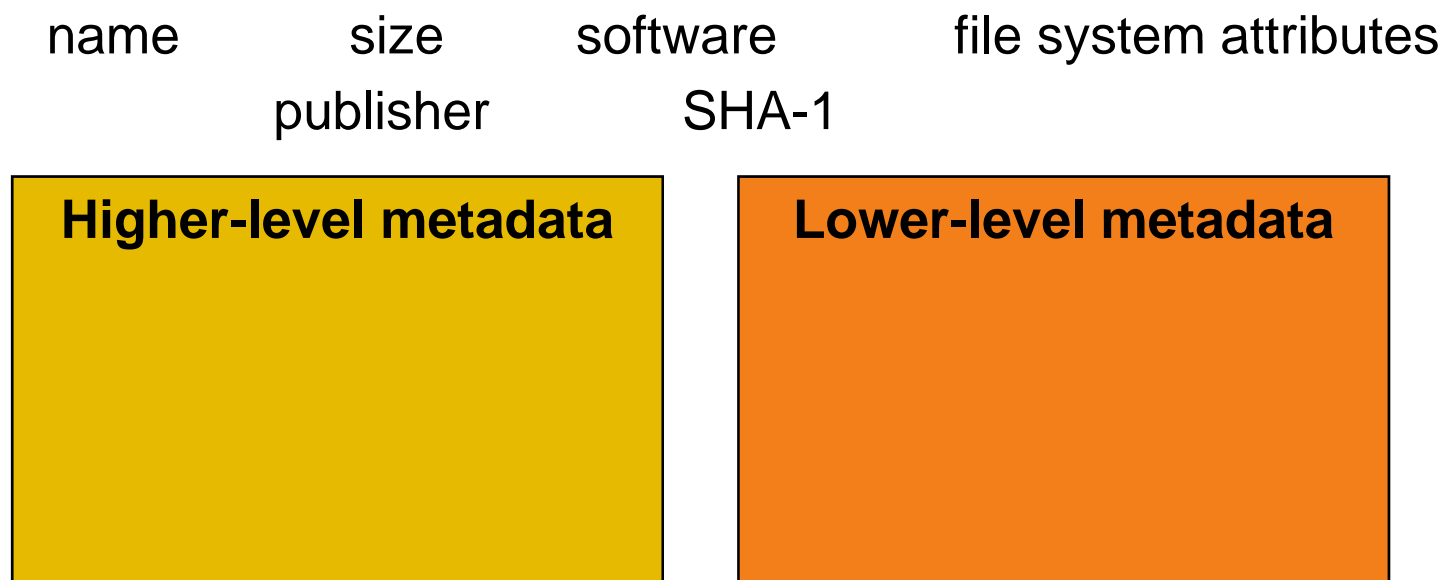 name size software file system attributes
publisher SHA-1
Higher-level metadata
Lower-level metadata